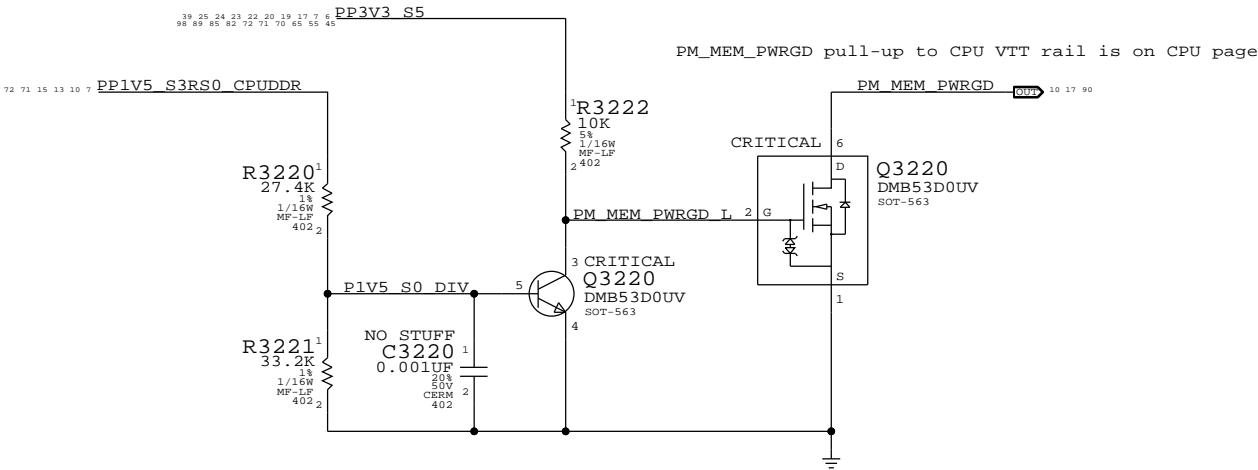 39 25 24 23 22 20 19 17 7 6
98 89 85 82 72 71 70 65 55 45
PP3V3_S5
PM_MEM_PWRGD pull-up to CPU VTT rail is on CPU page
72 71 15 13 10 7
PP1V5_S3RS0_CPUDDR
PM_MEM_PWRGD
OUT
10 17 90
1
R3222
10K
5%
1/16W
MF-LF
402
2
CRITICAL
6
D
Q3220
DMB53D0UV
SOT-563
R3220
1
27.4K
1%
1/16W
MF-LF
402
2
PM_MEM_PWRGD_L
2
G
S
1
3
CRITICAL
Q3220
DMB53D0UV
SOT-563
P1V5_S0_DIV
5
4
R3221
1
33.2K
1%
1/16W
MF-LF
402
2
NO STUFF
C3220
1
0.001UF
20%
50V
CERM
402
2